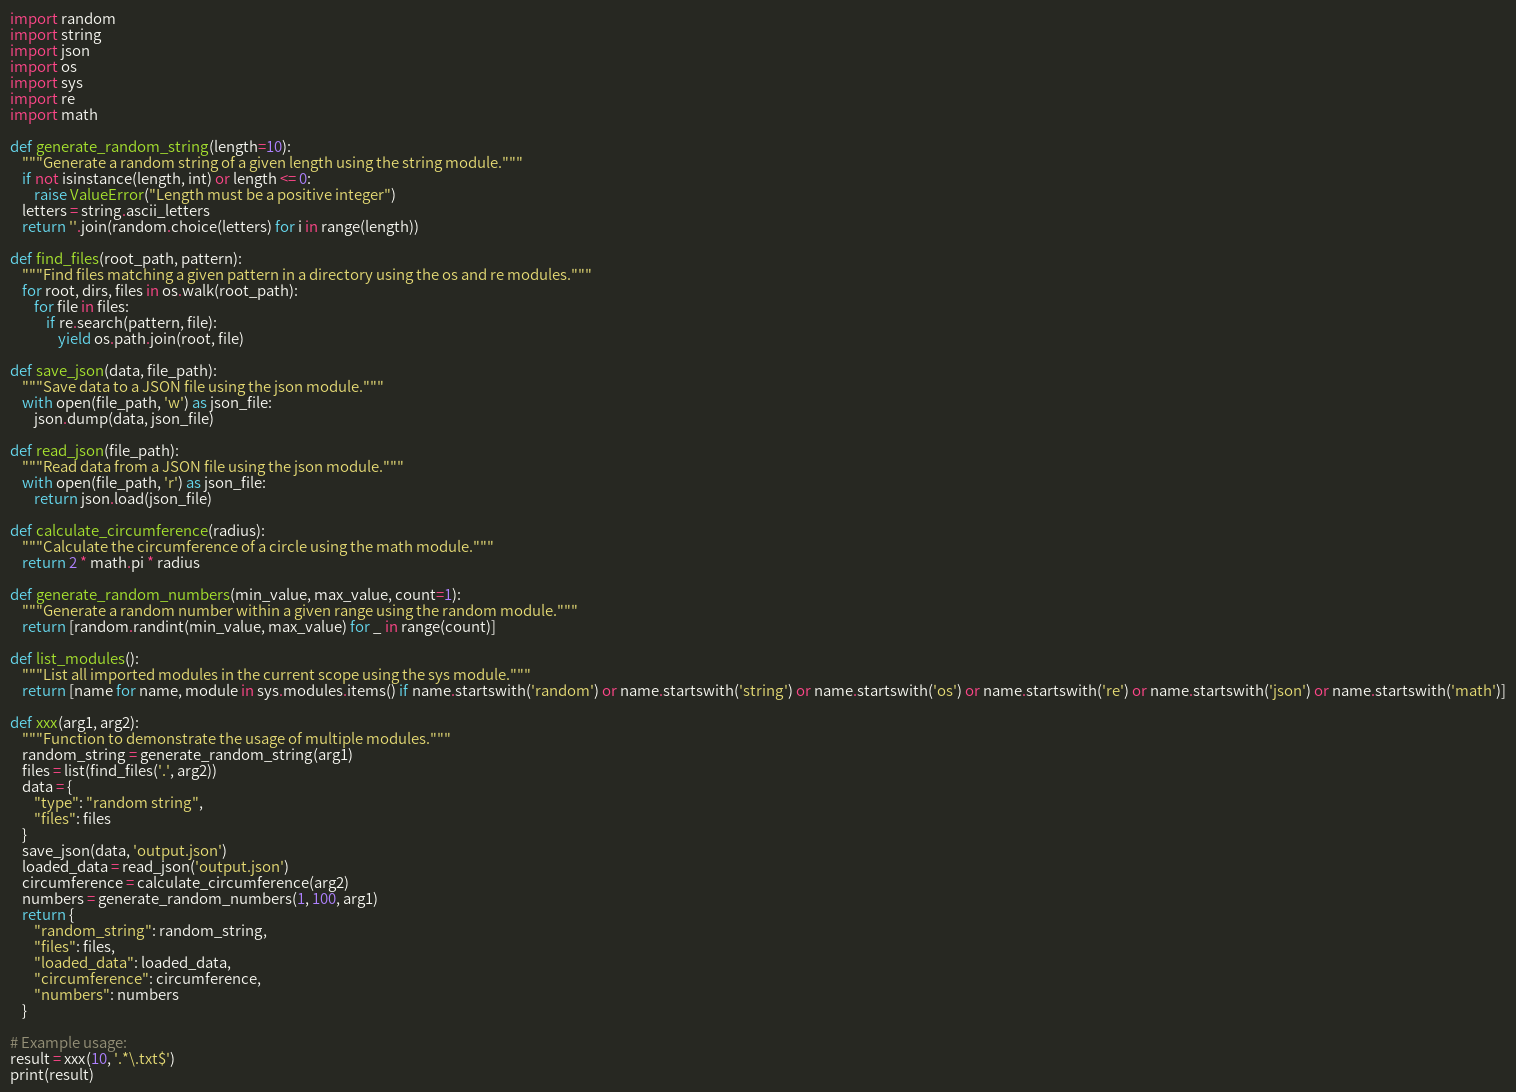 import random
import string
import json
import os
import sys
import re
import math

def generate_random_string(length=10):
    """Generate a random string of a given length using the string module."""
    if not isinstance(length, int) or length <= 0:
        raise ValueError("Length must be a positive integer")
    letters = string.ascii_letters
    return ''.join(random.choice(letters) for i in range(length))

def find_files(root_path, pattern):
    """Find files matching a given pattern in a directory using the os and re modules."""
    for root, dirs, files in os.walk(root_path):
        for file in files:
            if re.search(pattern, file):
                yield os.path.join(root, file)

def save_json(data, file_path):
    """Save data to a JSON file using the json module."""
    with open(file_path, 'w') as json_file:
        json.dump(data, json_file)

def read_json(file_path):
    """Read data from a JSON file using the json module."""
    with open(file_path, 'r') as json_file:
        return json.load(json_file)

def calculate_circumference(radius):
    """Calculate the circumference of a circle using the math module."""
    return 2 * math.pi * radius

def generate_random_numbers(min_value, max_value, count=1):
    """Generate a random number within a given range using the random module."""
    return [random.randint(min_value, max_value) for _ in range(count)]

def list_modules():
    """List all imported modules in the current scope using the sys module."""
    return [name for name, module in sys.modules.items() if name.startswith('random') or name.startswith('string') or name.startswith('os') or name.startswith('re') or name.startswith('json') or name.startswith('math')]

def xxx(arg1, arg2):
    """Function to demonstrate the usage of multiple modules."""
    random_string = generate_random_string(arg1)
    files = list(find_files('.', arg2))
    data = {
        "type": "random string",
        "files": files
    }
    save_json(data, 'output.json')
    loaded_data = read_json('output.json')
    circumference = calculate_circumference(arg2)
    numbers = generate_random_numbers(1, 100, arg1)
    return {
        "random_string": random_string,
        "files": files,
        "loaded_data": loaded_data,
        "circumference": circumference,
        "numbers": numbers
    }

# Example usage:
result = xxx(10, '.*\.txt$')
print(result)